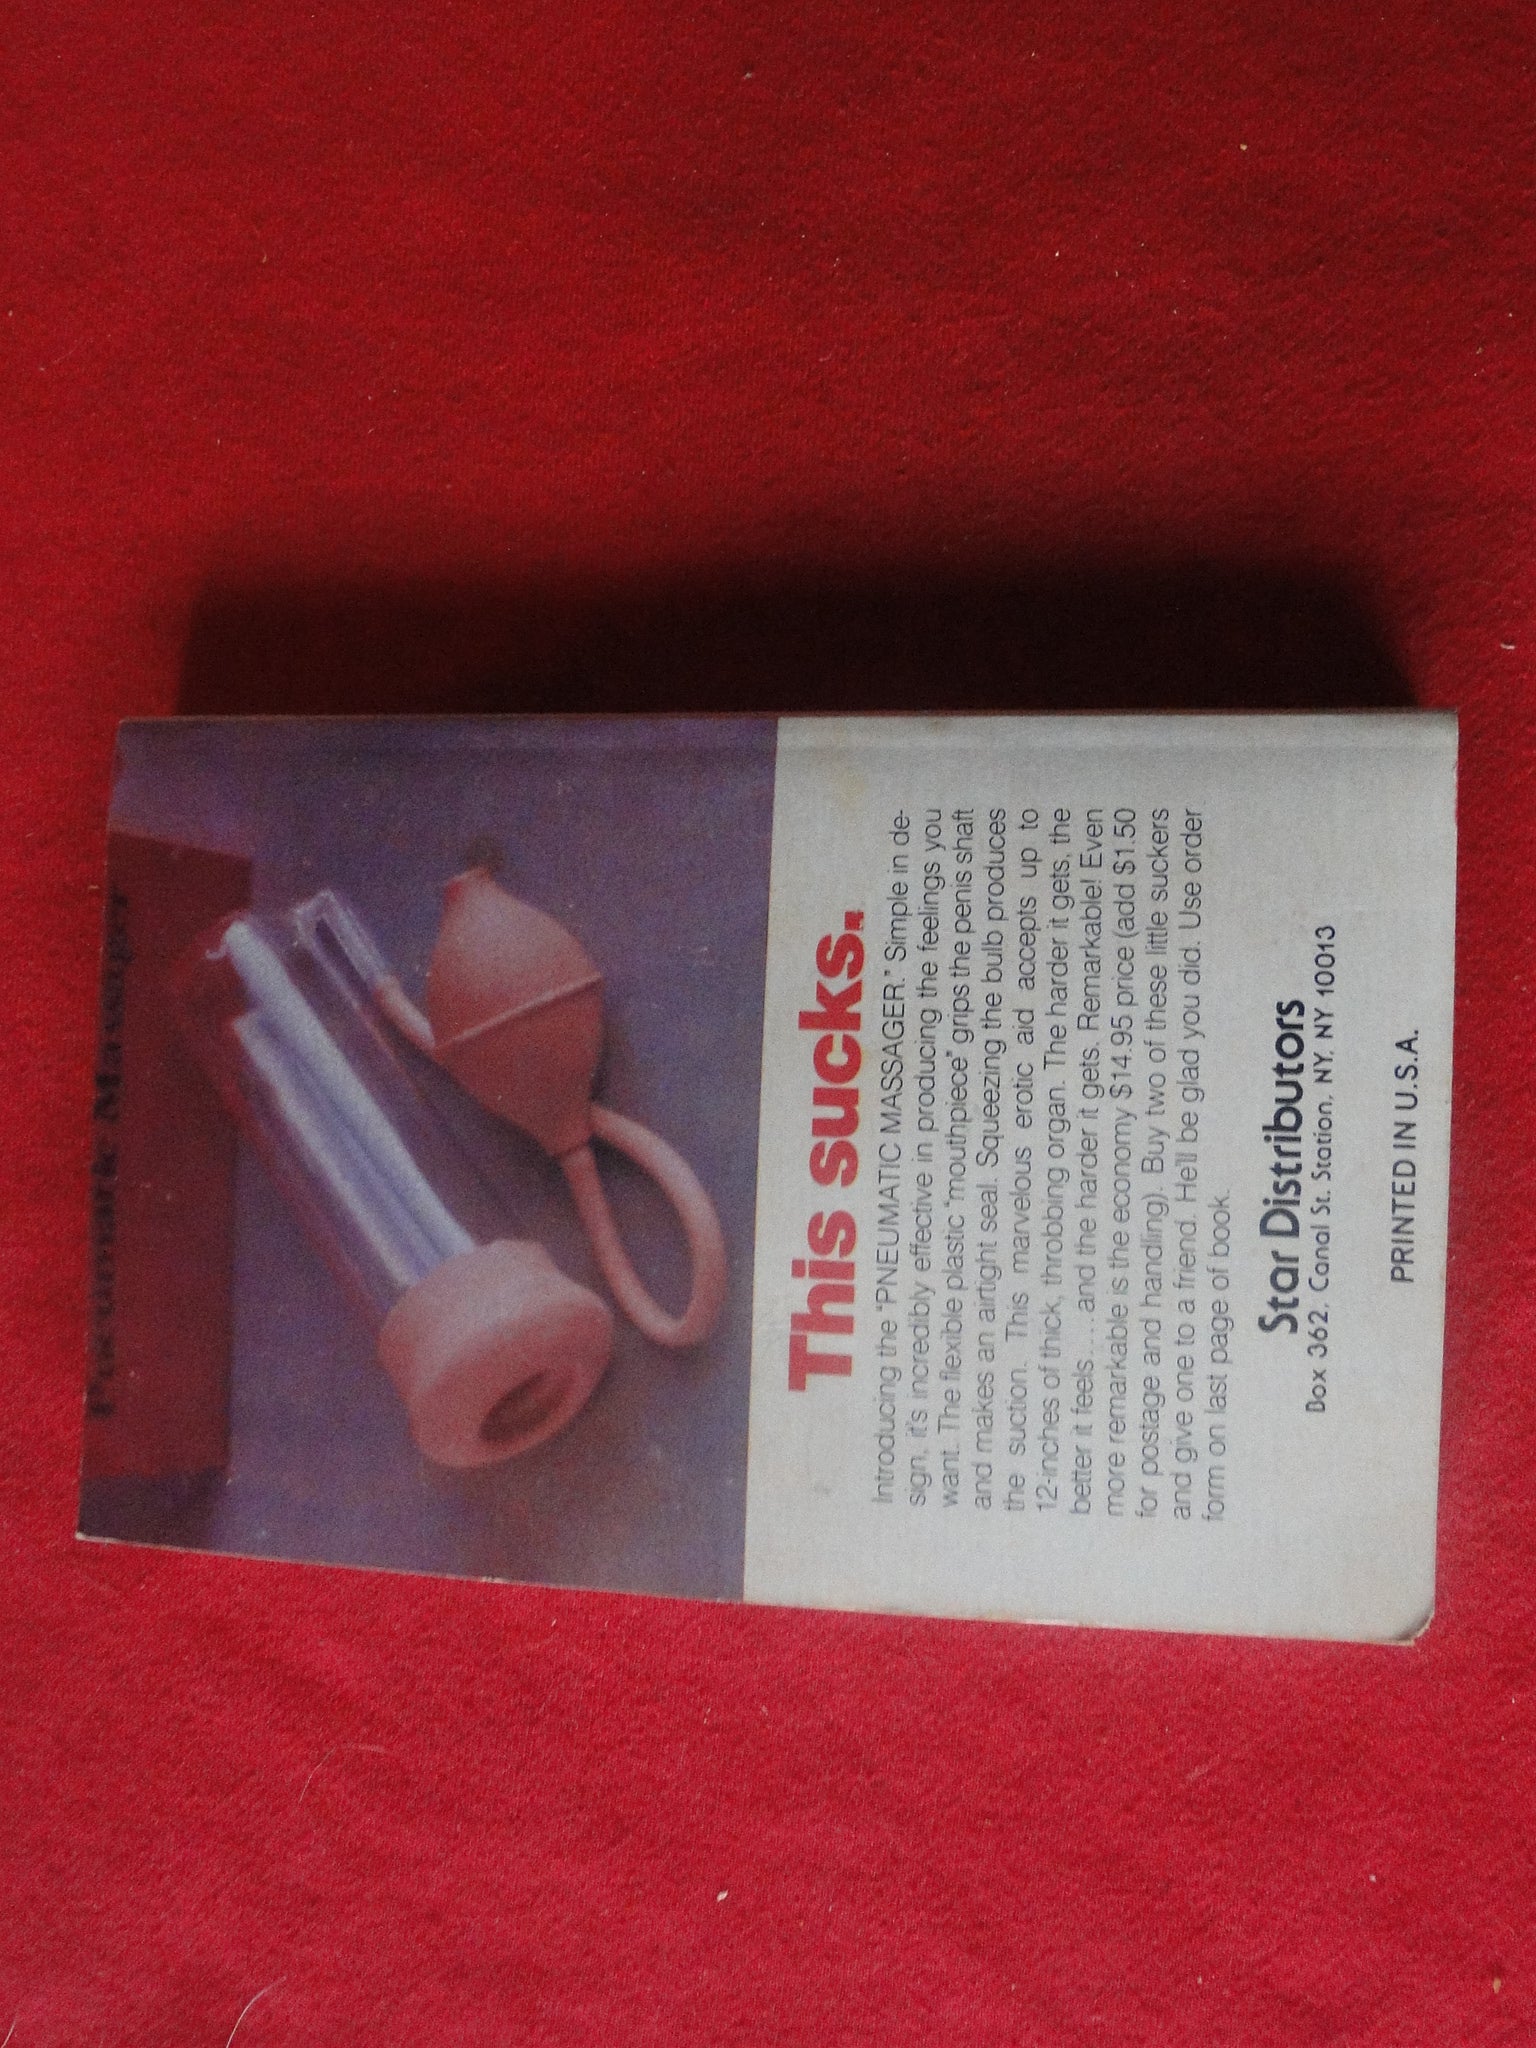 Pneumatic Massager
This sucks.
Introducing the "PNEUMATIC MASSAGER." Simple in de-
sign, it's incredibly effective in producing the feelings you
want. The flexible plastic "mouthpiece" grips the penis shaft
and makes an airtight seal. Squeezing the bulb produces
the suction. This marvelous erotic aid accepts up to
12-inches of thick, throbbing organ. The harder it gets, the
better it feels....and the harder it gets. Remarkable! Even
more remarkable is the economy $14.95 price (add $1.50
for postage and handling). Buy two of these little suckers
and give one to a friend. He'll be glad you did. Use order
form on last page of book.
Star Distributors
Box 362, Canal St. Station, NY, NY 10013
PRINTED IN U.S.A.